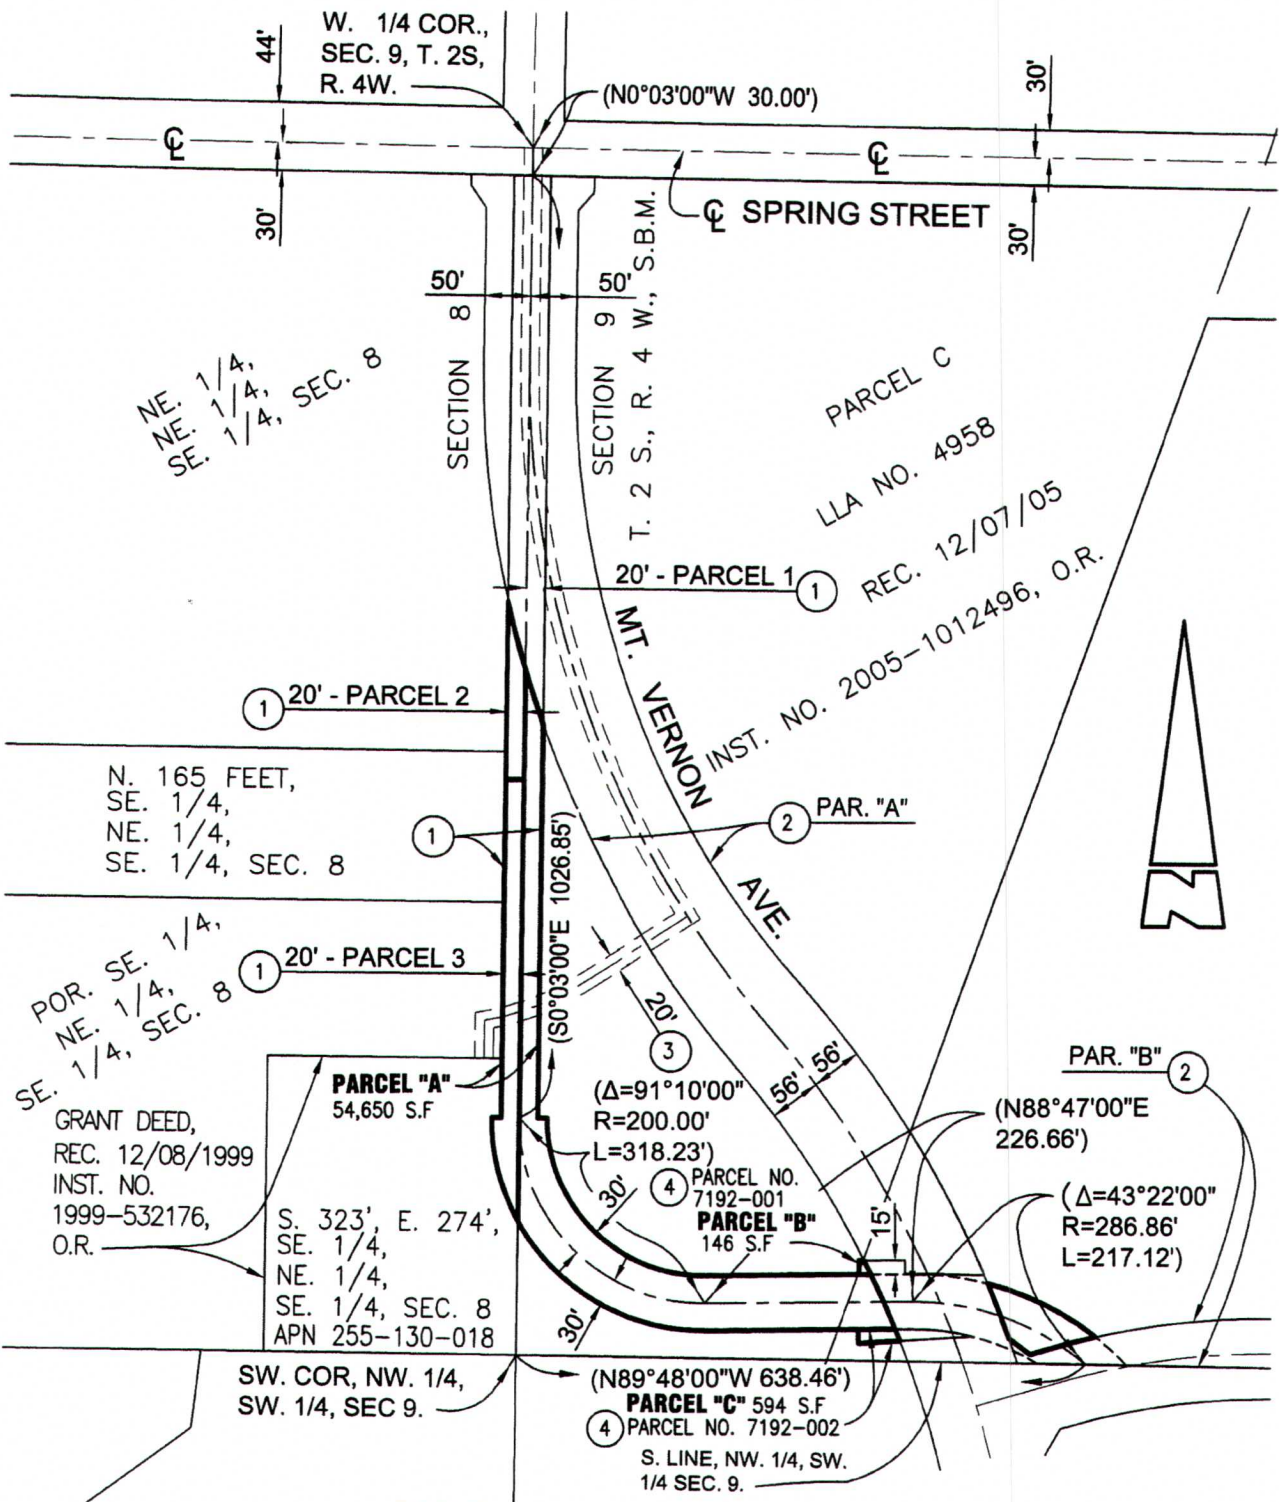 W. 1/4 COR.,
SEC. 9, T. 2S,
R. 4W.
44'
(N0°03'00"W 30.00')
30'
℄
℄
30'
℄ SPRING STREET
30'
50'
50'
SECTION 8
SECTION 9
T. 2 S., R. 4 W., S.B.M.
NE. 1/4,
NE. 1/4,
SE. 1/4, SEC. 8
PARCEL C
LLA NO. 4958
REC. 12/07/05
INST. NO. 2005-1012496, O.R.
20' - PARCEL 1
1
MT. VERNON AVE.
1
20' - PARCEL 2
N. 165 FEET,
SE. 1/4,
NE. 1/4,
SE. 1/4, SEC. 8
1
2
PAR. "A"
(S0°03'00"E 1026.85')
N
POR. SE. 1/4,
NE. 1/4,
SE. 1/4, SEC. 8
1
20' - PARCEL 3
20'
3
56'
56'
PAR. "B"
2
PARCEL "A"
54,650 S.F
(Δ=91°10'00"
R=200.00'
L=318.23')
(N88°47'00"E
226.66')
GRANT DEED,
REC. 12/08/1999
INST. NO.
1999-532176,
O.R.
4
PARCEL NO.
7192-001
PARCEL "B"
146 S.F
30'
15'
(Δ=43°22'00"
R=286.86'
L=217.12')
S. 323', E. 274',
SE. 1/4,
NE. 1/4,
SE. 1/4, SEC. 8
APN 255-130-018
30'
SW. COR, NW. 1/4,
SW. 1/4, SEC 9.
(N89°48'00"W 638.46')
PARCEL "C" 594 S.F
4
PARCEL NO. 7192-002
S. LINE, NW. 1/4, SW.
1/4 SEC. 9.